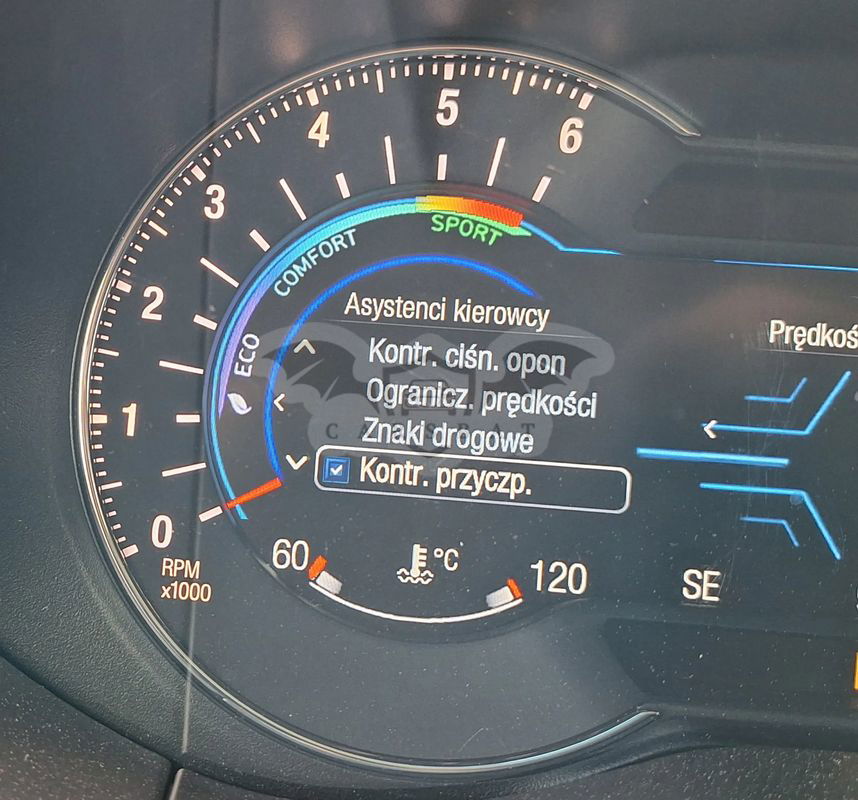 6
5
4
3
2
1
0
RPM
x1000
ECO
COMFORT
SPORT
Asystenci kierowcy
Kontr. ciśn. opon
Ogranicz. prędkości
Znaki drogowe
Kontr. przyczp.
60
°C
120
SE